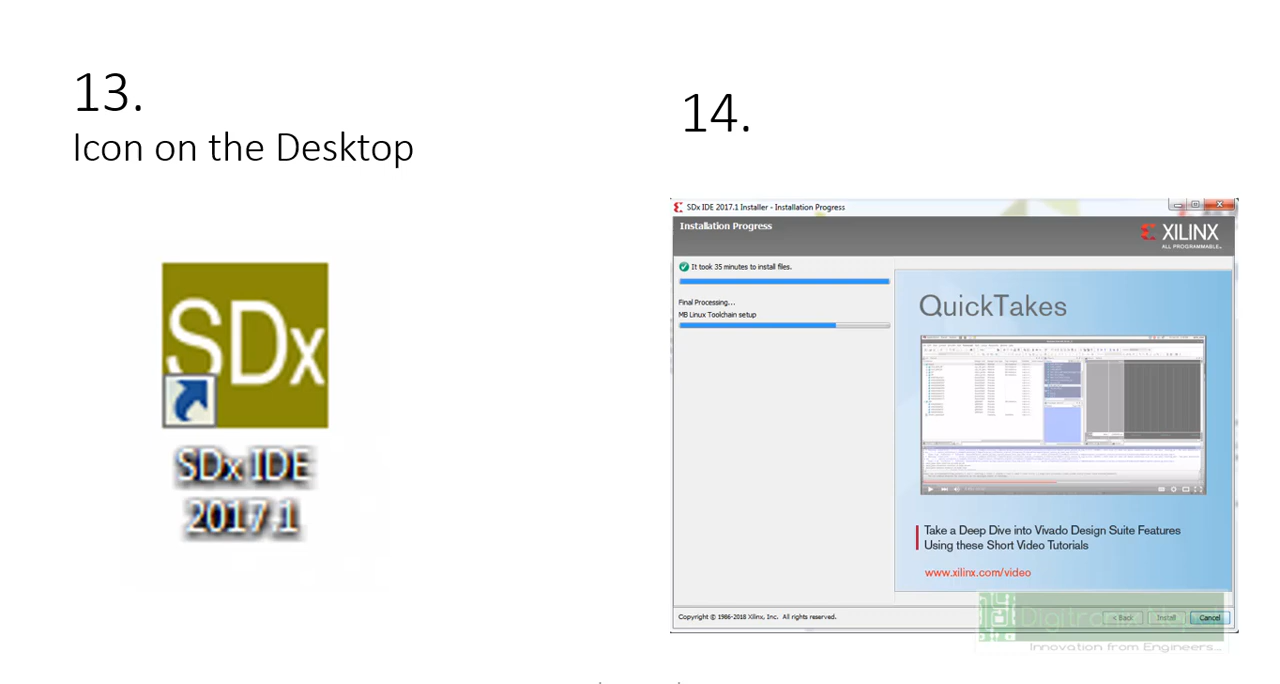 13.
Icon on the Desktop
SDx
SDx IDE
2017.1
14.
SDx IDE 2017.1 Installer - Installation Progress
Installation Progress
XILINX
ALL PROGRAMMABLE.
It took 35 minutes to install files.
Final Processing...
MB Linux Toolchain setup
QuickTakes
Take a Deep Dive into Vivado Design Suite Features
Using these Short Video Tutorials
www.xilinx.com/video
Copyright © 1986-2018 Xilinx, Inc. All rights reserved.
< Back
Install
Cancel
Innovation from Engineers...